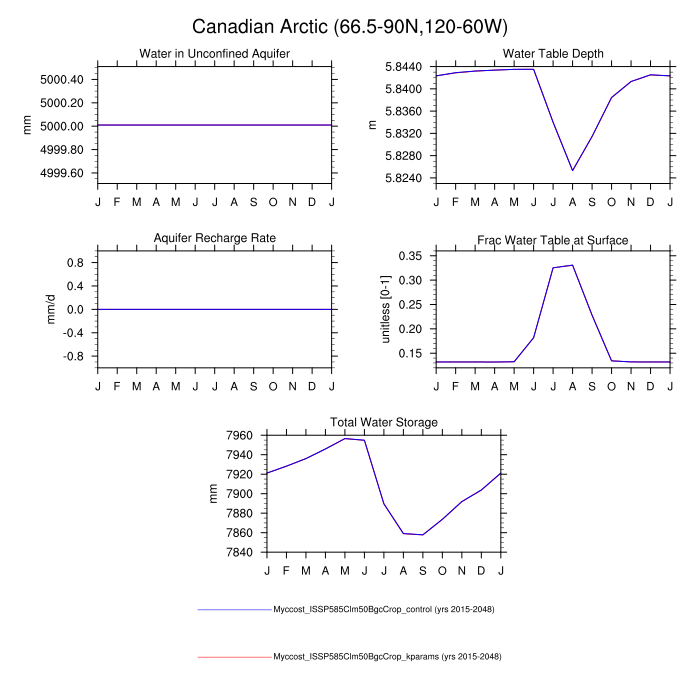 Canadian Arctic (66.5-90N,120-60W)
Water in Unconfined Aquifer
5000.40
5000.20
5000.00
4999.80
4999.60
mm
J F M A M J J A S O N D J
Water Table Depth
5.8440
5.8400
5.8360
5.8320
5.8280
5.8240
m
J F M A M J J A S O N D J
Aquifer Recharge Rate
0.8
0.4
0.0
-0.4
-0.8
mm/d
J F M A M J J A S O N D J
Frac Water Table at Surface
0.35
0.30
0.25
0.20
0.15
unitless [0-1]
J F M A M J J A S O N D J
Total Water Storage
7960
7940
7920
7900
7880
7860
7840
mm
J F M A M J J A S O N D J
Myccost_ISSP585Clm50BgcCrop_control (yrs 2015-2048)
Myccost_ISSP585Clm50BgcCrop_kparams (yrs 2015-2048)